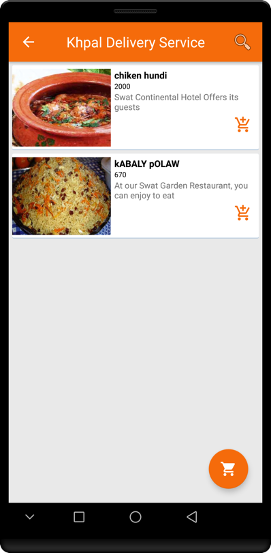 Khpal Delivery Service
chiken hundi
2000
Swat Continental Hotel Offers its
guests
kABALY pOLAW
670
At our Swat Garden Restaurant, you
can enjoy to eat